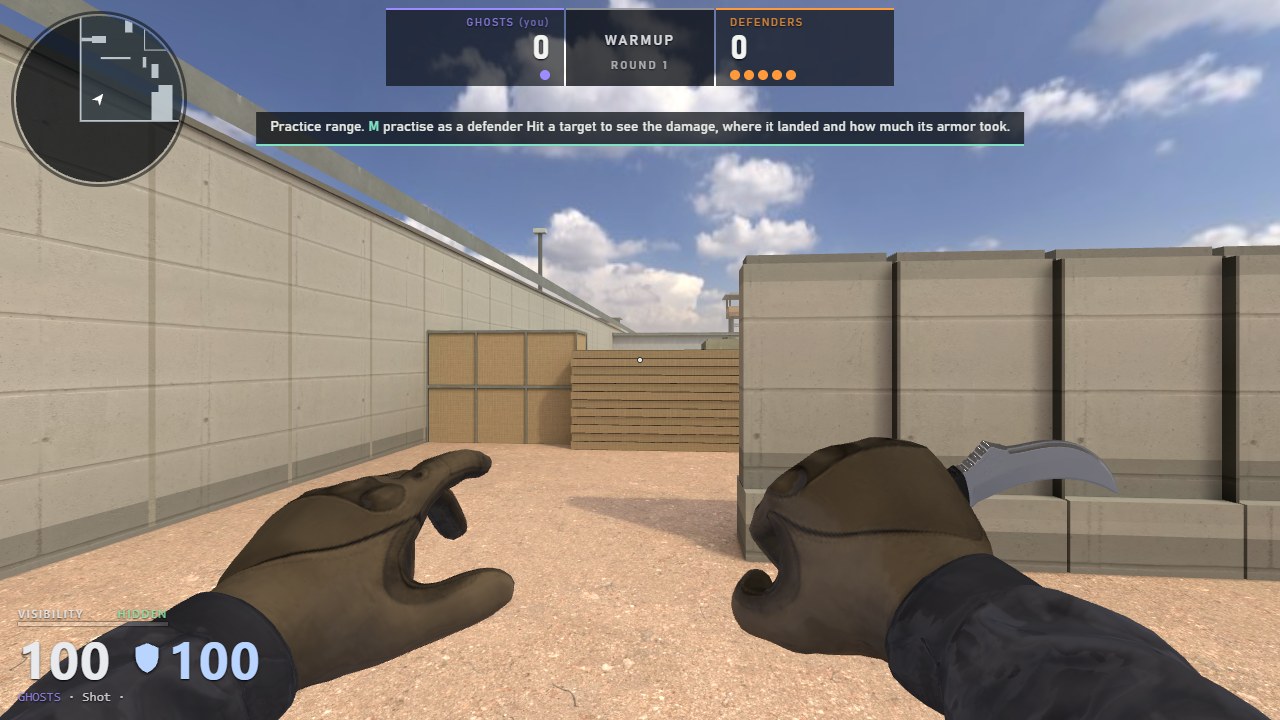 GHOSTS (you)
0
WARMUP
ROUND 1
DEFENDERS
0
Practice range. M practise as a defender Hit a target to see the damage, where it landed and how much its armor took.
VISIBILITY HIDDEN
100 100
GHOSTS · Shot ·